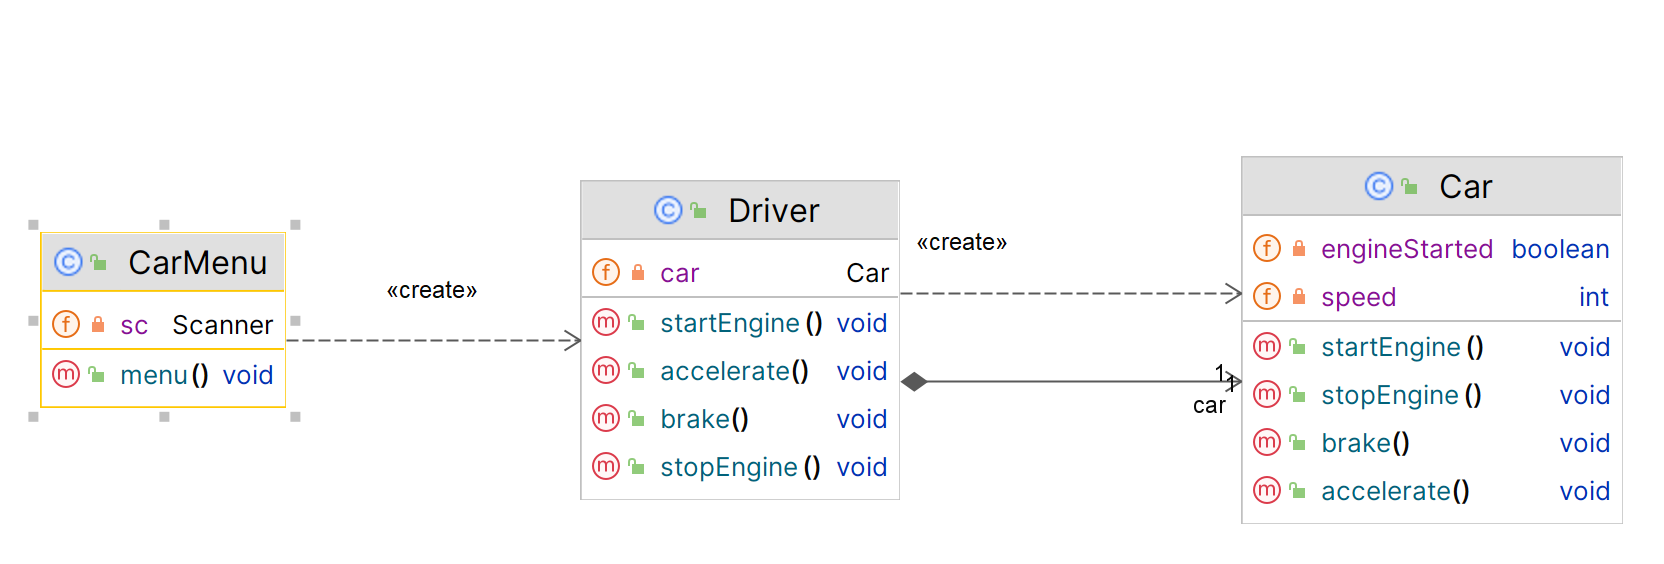 CarMenu
sc Scanner
menu() void
«create»
Driver
car Car
startEngine() void
accelerate() void
brake() void
stopEngine() void
«create»
1
1
car
Car
engineStarted boolean
speed int
startEngine() void
stopEngine() void
brake() void
accelerate() void